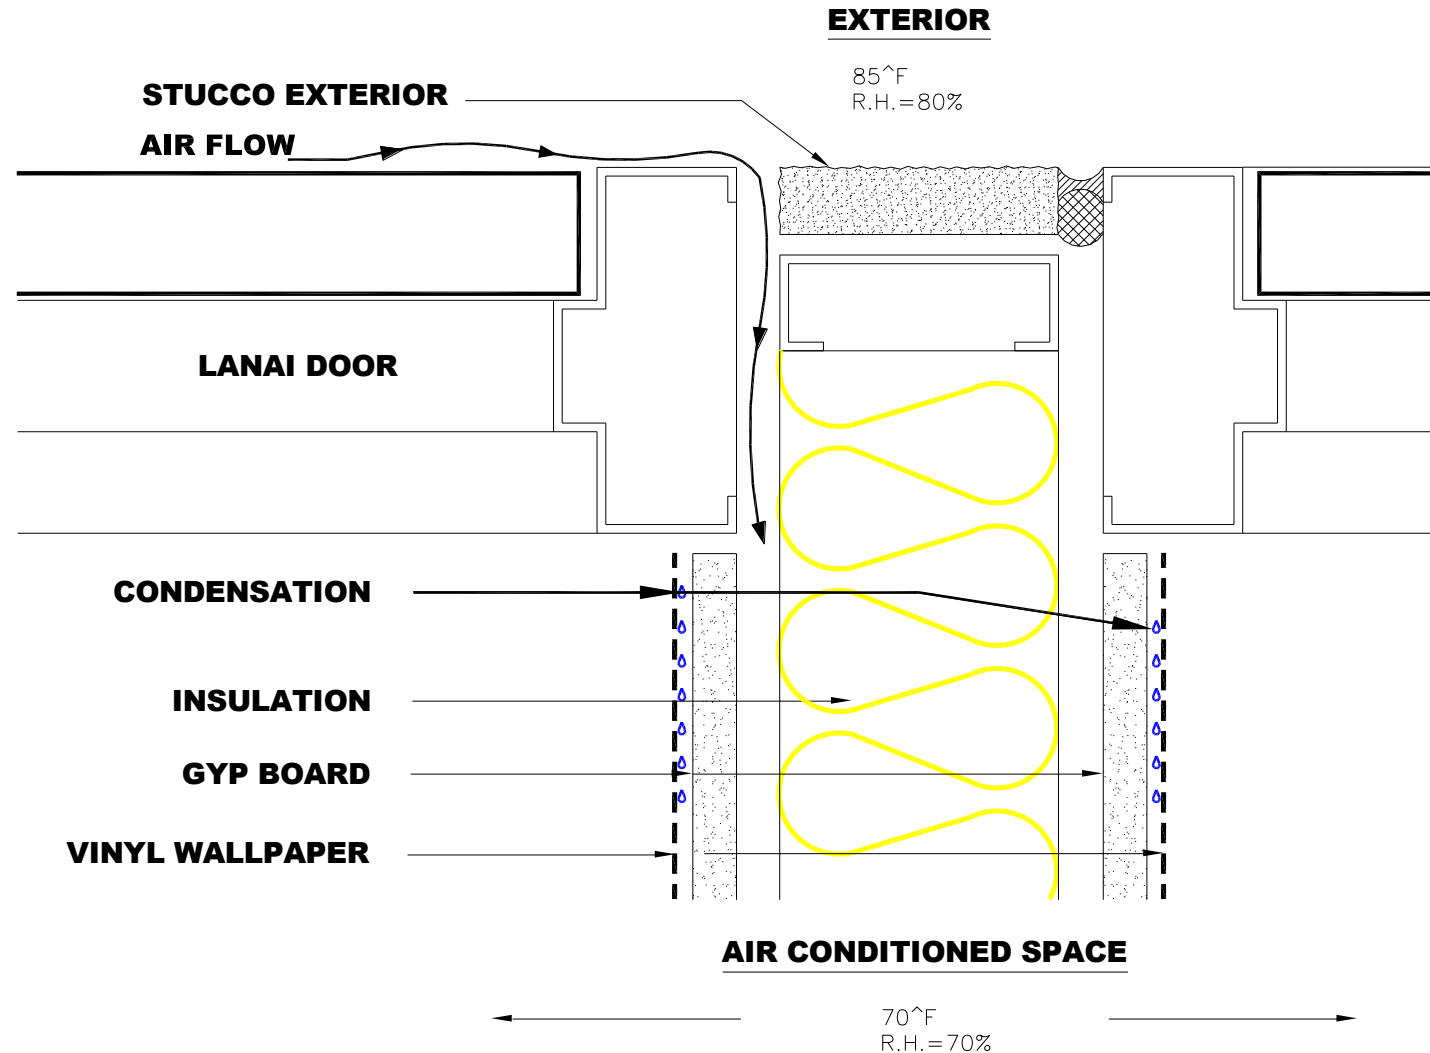 EXTERIOR
85^F
R.H.=80%
STUCCO EXTERIOR
AIR FLOW
LANAI DOOR
CONDENSATION
INSULATION
GYP BOARD
VINYL WALLPAPER
AIR CONDITIONED SPACE
70^F
R.H.=70%